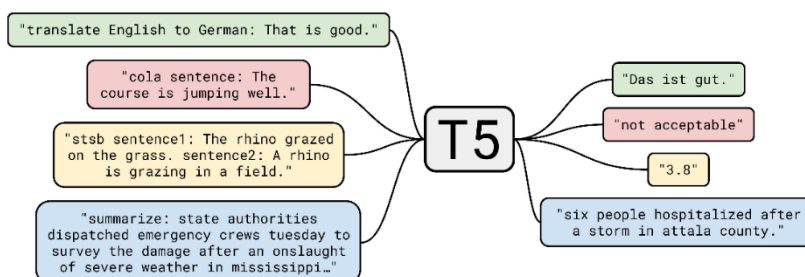 "translate English to German: That is good."
"cola sentence: The
course is jumping well."
"stsb sentence1: The rhino grazed
on the grass. sentence2: A rhino
is grazing in a field."
"summarize: state authorities
dispatched emergency crews tuesday to
survey the damage after an onslaught
of severe weather in mississippi…"
T5
"Das ist gut."
"not acceptable"
"3.8"
"six people hospitalized after
a storm in attala county."